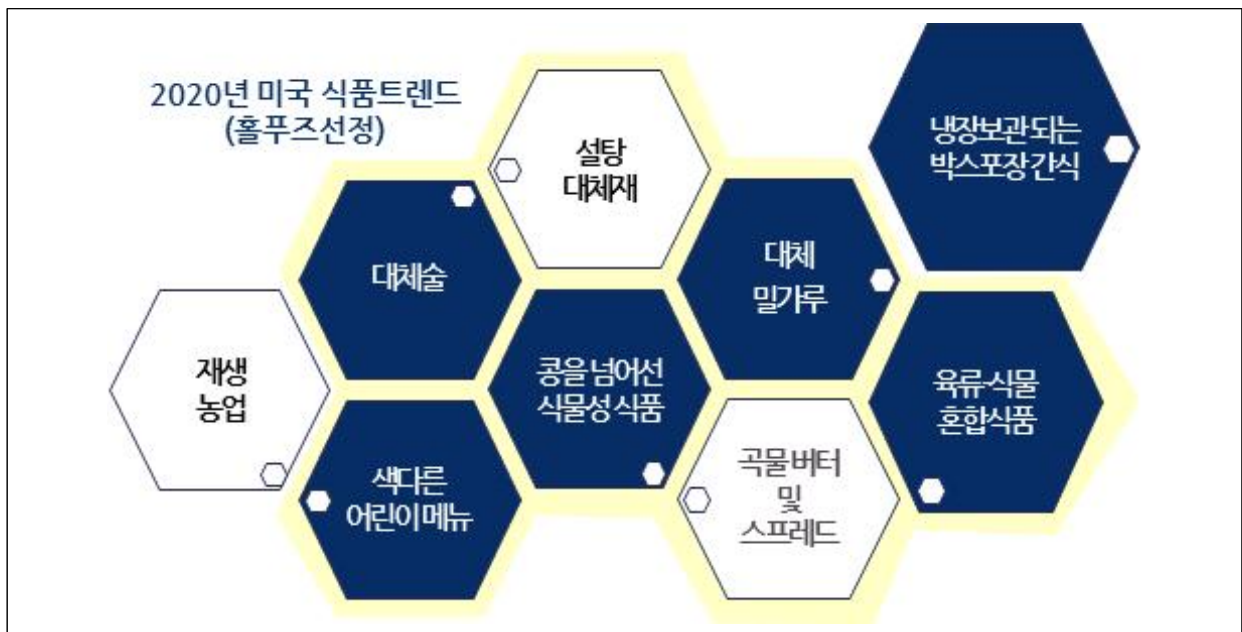 2020년 미국 식품트렌드
(홀푸즈선정)
설탕
대체재
냉장보관 되는
박스포장 간식
대체술
대체
밀가루
재생
농업
콩을 넘어선
식물성 식품
육류·식물
혼합식품
색다른
어린이 메뉴
곡물 버터
및
스프레드